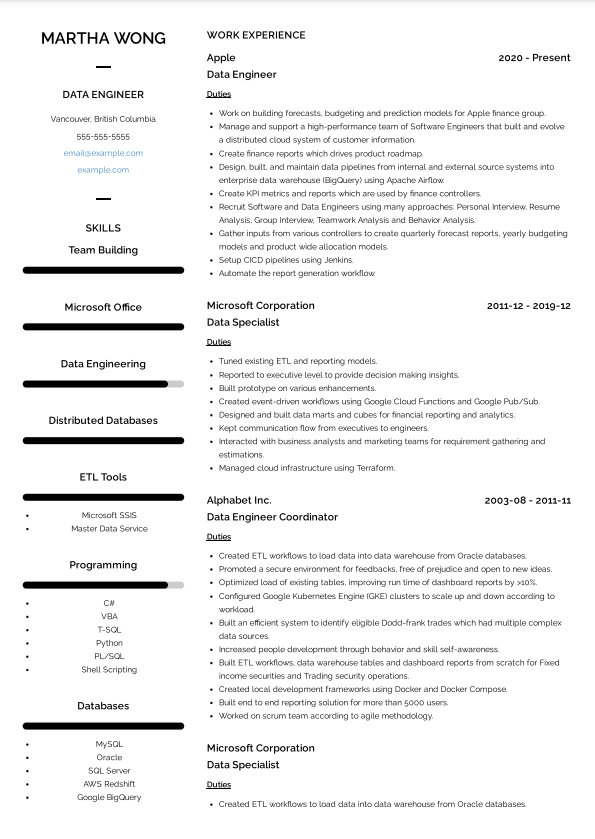 MARTHA WONG
DATA ENGINEER
Vancouver, British Columbia
555-555-5555
email@example.com
example.com
SKILLS
Team Building
Microsoft Office
Data Engineering
Distributed Databases
ETL Tools
• Microsoft SSIS
• Master Data Service
Programming
• C#
• VBA
• T-SQL
• Python
• PL/SQL
• Shell Scripting
Databases
• MySQL
• Oracle
• SQL Server
• AWS Redshift
• Google BigQuery
WORK EXPERIENCE
Apple 2020 - Present
Data Engineer
Duties
• Work on building forecasts, budgeting and prediction models for Apple finance group.
• Manage and support a high-performance team of Software Engineers that built and evolve
a distributed cloud system of customer information.
• Create finance reports which drives product roadmap.
• Design, built, and maintain data pipelines from internal and external source systems into
enterprise data warehouse (BigQuery) using Apache Airflow.
• Create KPI metrics and reports which are used by finance controllers.
• Recruit Software and Data Engineers using many approaches: Personal Interview, Resume
Analysis, Group Interview, Teamwork Analysis and Behavior Analysis.
• Gather inputs from various controllers to create quarterly forecast reports, yearly budgeting
models and product wide allocation models.
• Setup CICD pipelines using Jenkins.
• Automate the report generation workflow.
Microsoft Corporation 2011-12 - 2019-12
Data Specialist
Duties
• Tuned existing ETL and reporting models.
• Reported to executive level to provide decision making insights.
• Built prototype on various enhancements.
• Created event-driven workflows using Google Cloud Functions and Google Pub/Sub.
• Designed and built data marts and cubes for financial reporting and analytics.
• Kept communication flow from executives to engineers.
• Interacted with business analysts and marketing teams for requirement gathering and
estimations.
• Managed cloud infrastructure using Terraform.
Alphabet Inc. 2003-08 - 2011-11
Data Engineer Coordinator
Duties
• Created ETL workflows to load data into data warehouse from Oracle databases.
• Promoted a secure environment for feedbacks, free of prejudice and open to new ideas.
• Optimized load of existing tables, improving run time of dashboard reports by >10%.
• Configured Google Kubernetes Engine (GKE) clusters to scale up and down according to
workload.
• Built an efficient system to identify eligible Dodd-frank trades which had multiple complex
data sources.
• Increased people development through behavior and skill self-awareness.
• Built ETL workflows, data warehouse tables and dashboard reports from scratch for Fixed
income securities and Trading security operations.
• Created local development frameworks using Docker and Docker Compose.
• Built end to end reporting solution for more than 5000 users.
• Worked on scrum team according to agile methodology.
Microsoft Corporation
Data Specialist
Duties
• Created ETL workflows to load data into data warehouse from Oracle databases.